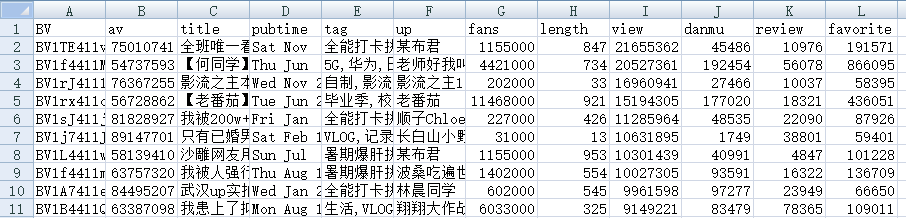 A B C D E F G H I J K L
1 BV av title pubtime tag up fans length view danmu review favorite
2 BV1TE411v 75010741 全班唯一看 Sat Nov 全能打卡挑 某布君 1155000 847 21655362 45486 10976 191571
3 BV1f4411M 54737593 【何同学】 Thu Jun 5G,华为,日 老师好我叫 4421000 734 20527361 192454 56078 866095
4 BV1rJ4111 76367255 影流之主本 Wed Nov 2 自制,影流 影流之主1 202000 33 16960941 27466 10037 58395
5 BV1rx411c 56728862 【老番茄】 Tue Jun 2 毕业季,校 老番茄 11468000 921 15194305 177020 18321 436051
6 BV1sJ411j 81828927 我被200w+ Fri Jan 全能打卡挑 顺子Chloe 227000 426 11285964 48535 22090 87926
7 BV1j7411J 89147701 只有已婚男 Sat Feb 1 VLOG,记录 长白山小野 31000 13 10631895 1749 38801 59401
8 BV1L4411w 58139410 沙雕网友用 Sun Jul 暑期爆肝挑 某布君 1155000 953 10301439 40991 4847 101228
9 BV1f4411m 63757320 我被人强行 Thu Aug 1 暑期爆肝挑 波桑吃遍世 1402000 554 10027305 93591 16322 136709
10 BV1A7411e 84495207 武汉up实拍 Wed Jan 2 全能打卡挑 林晨同学 602000 545 9961598 97277 23949 66650
11 BV1B4411Q 63387098 我患上了抑 Mon Aug 1 生活,VLOG 翔翔大作战 6033000 325 9149221 83479 78365 109011